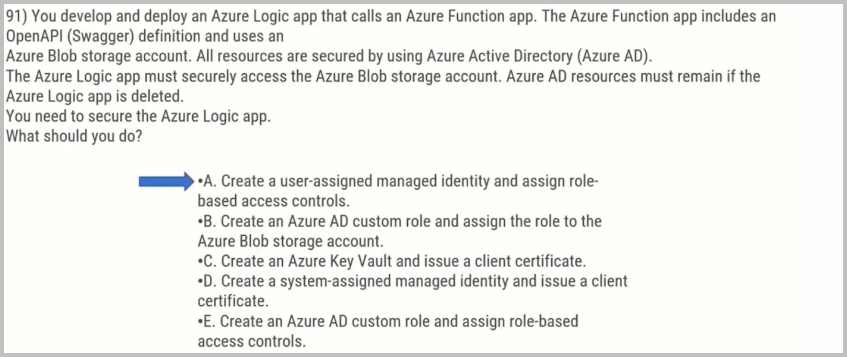 91) You develop and deploy an Azure Logic app that calls an Azure Function app. The Azure Function app includes an
OpenAPI (Swagger) definition and uses an
Azure Blob storage account. All resources are secured by using Azure Active Directory (Azure AD).
The Azure Logic app must securely access the Azure Blob storage account. Azure AD resources must remain if the
Azure Logic app is deleted.
You need to secure the Azure Logic app.
What should you do?
•A. Create a user-assigned managed identity and assign role-
based access controls.
•B. Create an Azure AD custom role and assign the role to the
Azure Blob storage account.
•C. Create an Azure Key Vault and issue a client certificate.
•D. Create a system-assigned managed identity and issue a client
certificate.
•E. Create an Azure AD custom role and assign role-based
access controls.